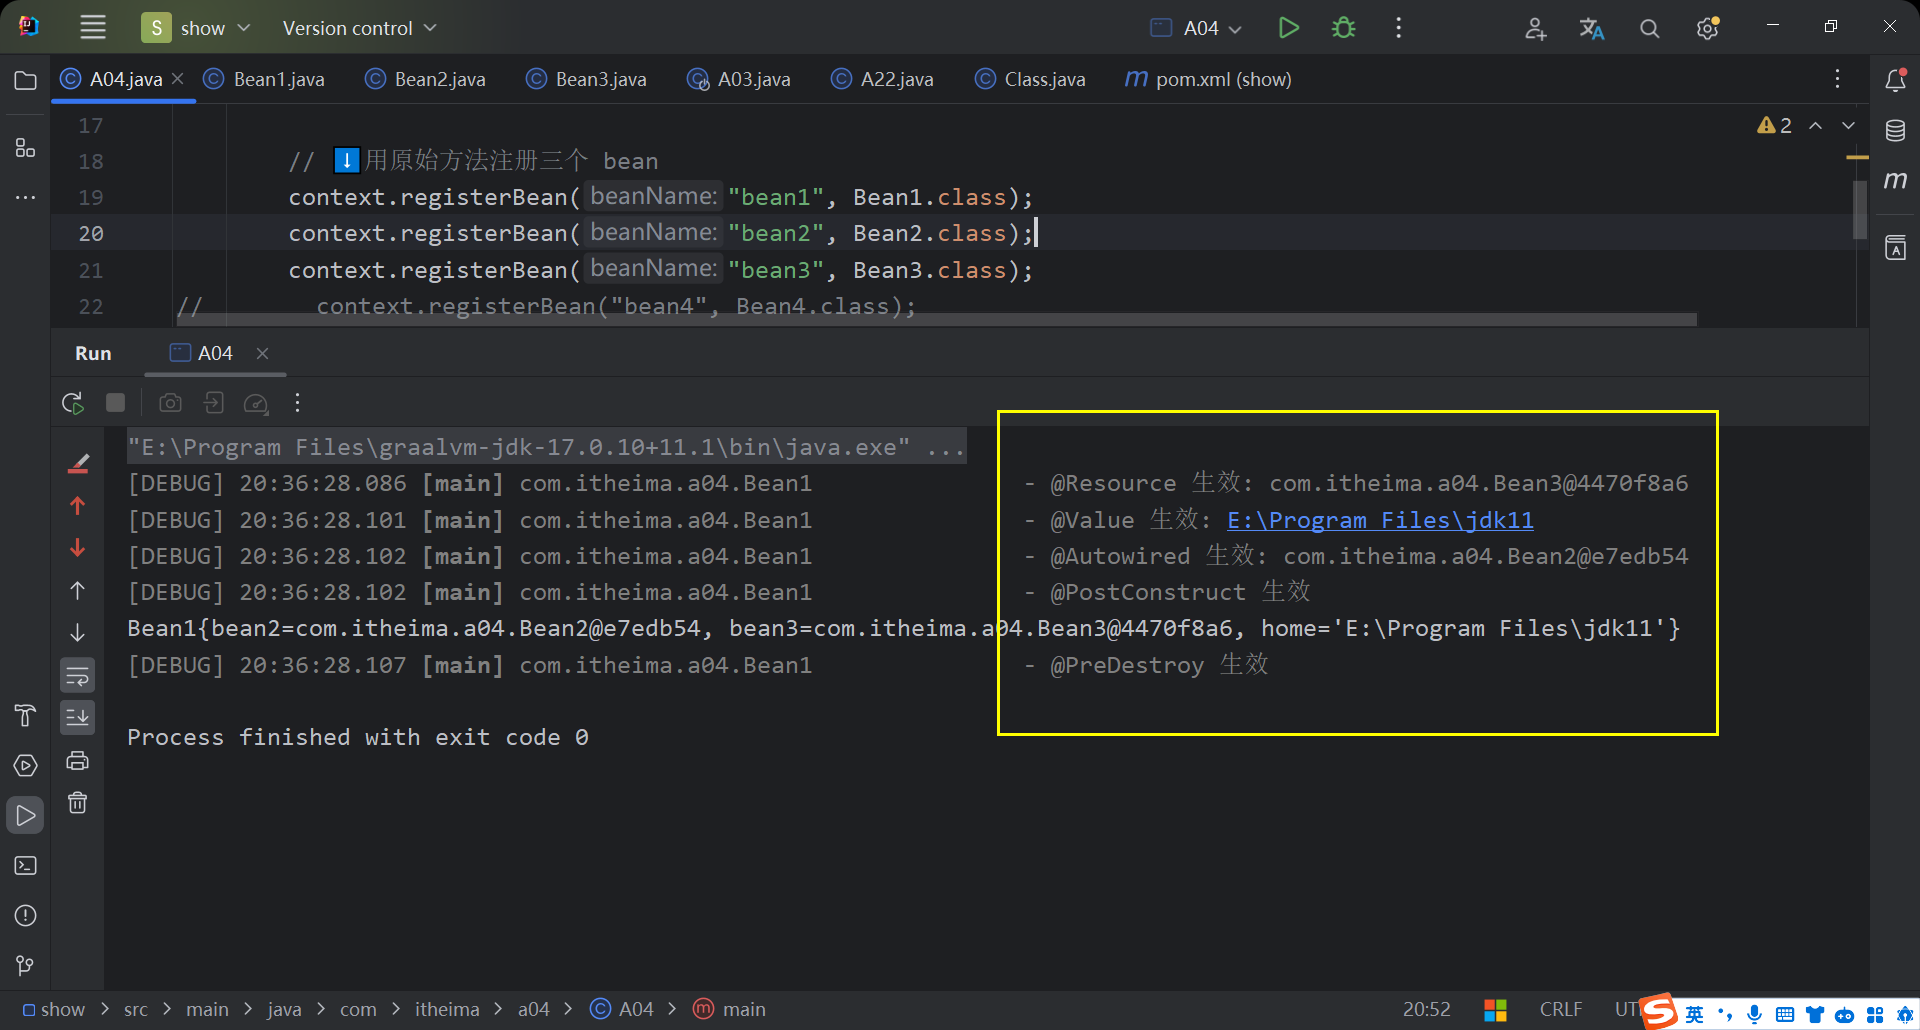 S show Version control A04
A04.java Bean1.java Bean2.java Bean3.java A03.java A22.java Class.java m pom.xml (show)
17 2
18 // ⬇️用原始方法注册三个 bean
19 context.registerBean( beanName: "bean1", Bean1.class);
20 context.registerBean( beanName: "bean2", Bean2.class);
21 context.registerBean( beanName: "bean3", Bean3.class);
22 // context.registerBean("bean4", Bean4.class);
Run A04
"E:\Program Files\graalvm-jdk-17.0.10+11.1\bin\java.exe" ...
[DEBUG] 20:36:28.086 [main] com.itheima.a04.Bean1 - @Resource 生效: com.itheima.a04.Bean3@4470f8a6
[DEBUG] 20:36:28.101 [main] com.itheima.a04.Bean1 - @Value 生效: E:\Program Files\jdk11
[DEBUG] 20:36:28.102 [main] com.itheima.a04.Bean1 - @Autowired 生效: com.itheima.a04.Bean2@e7edb54
[DEBUG] 20:36:28.102 [main] com.itheima.a04.Bean1 - @PostConstruct 生效
Bean1{bean2=com.itheima.a04.Bean2@e7edb54, bean3=com.itheima.a04.Bean3@4470f8a6, home='E:\Program Files\jdk11'}
[DEBUG] 20:36:28.107 [main] com.itheima.a04.Bean1 - @PreDestroy 生效
Process finished with exit code 0
show > src > main > java > com > itheima > a04 > A04 > main 20:52 CRLF UT 英